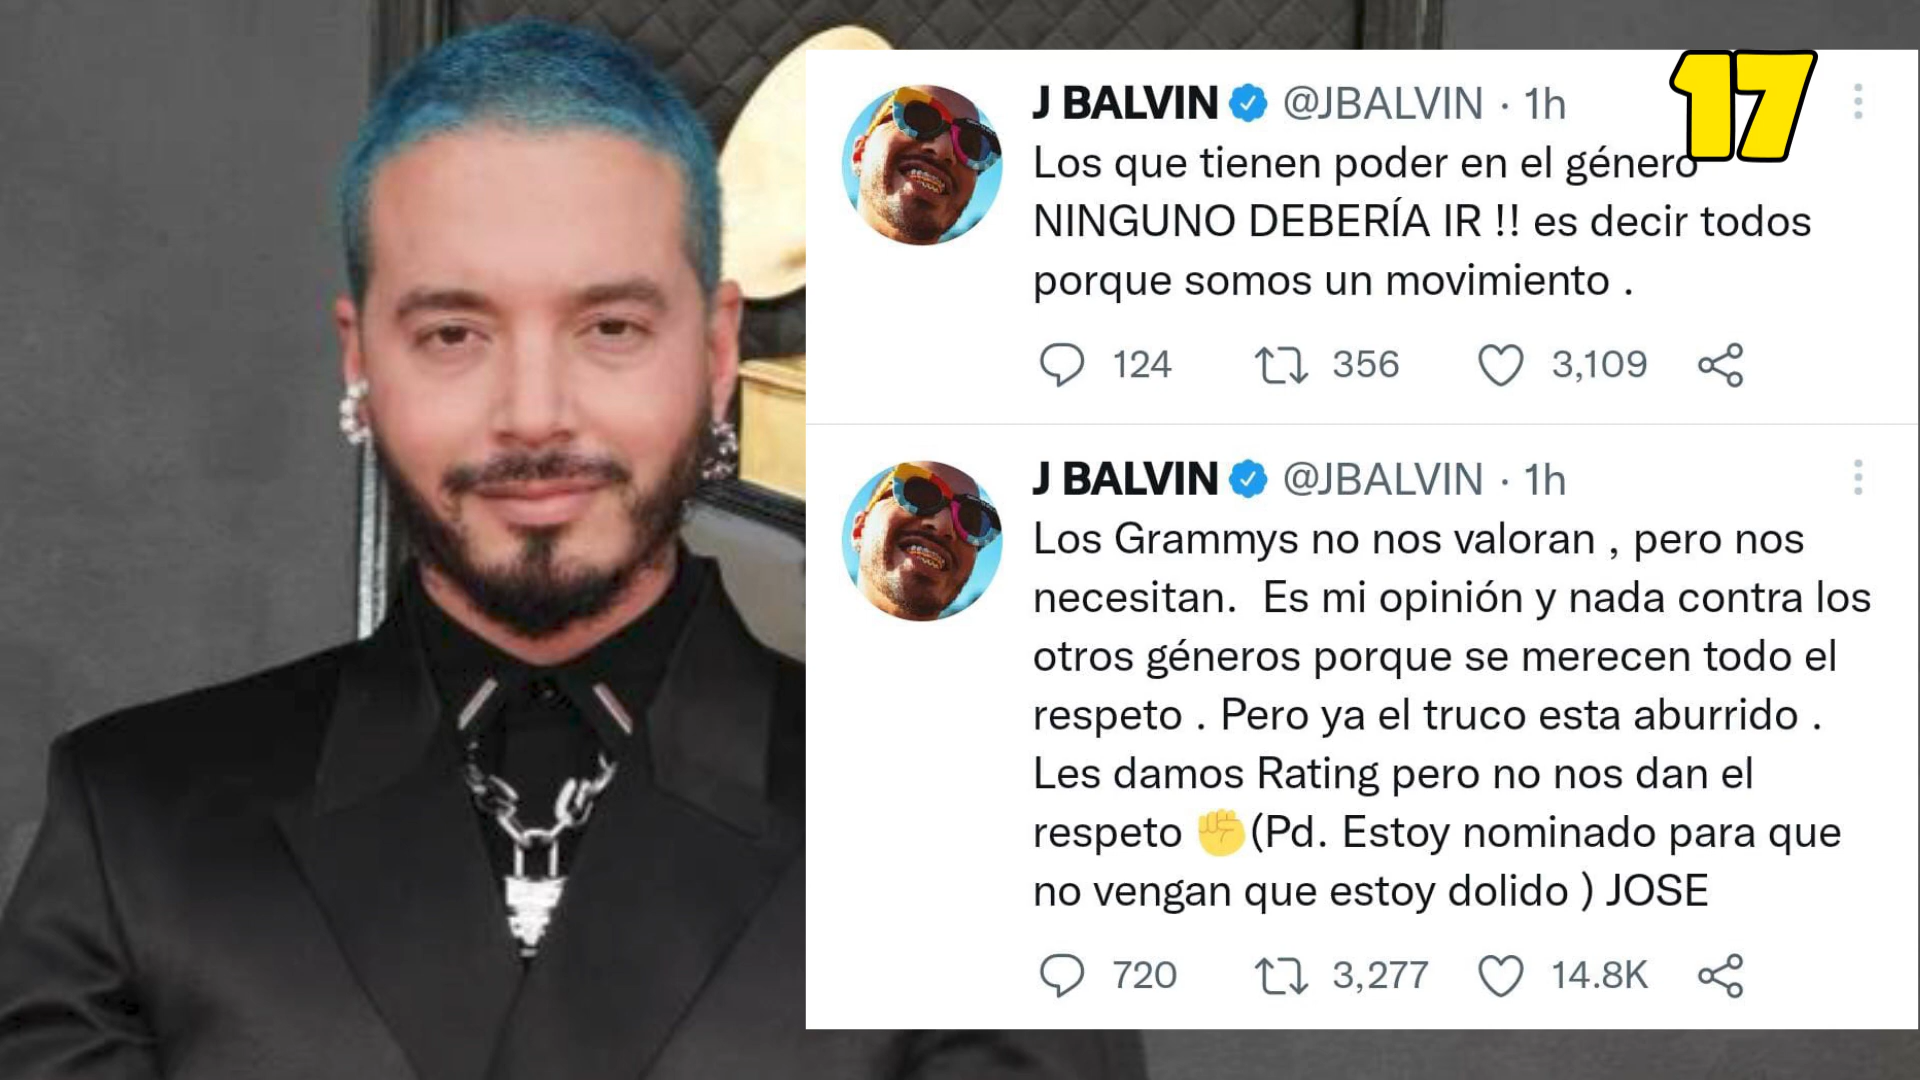 17
J BALVIN @JBALVIN · 1h
Los que tienen poder en el género
NINGUNO DEBERÍA IR !! es decir todos
porque somos un movimiento .
124 356 3,109
J BALVIN @JBALVIN · 1h
Los Grammys no nos valoran , pero nos
necesitan.  Es mi opinión y nada contra los
otros géneros porque se merecen todo el
respeto . Pero ya el truco esta aburrido .
Les damos Rating pero no nos dan el
respeto ✊(Pd. Estoy nominado para que
no vengan que estoy dolido ) JOSE
720 3,277 14.8K